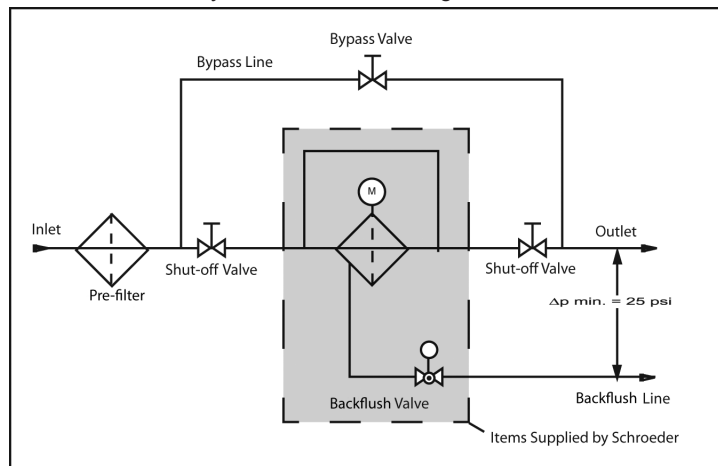 Bypass Valve
Bypass Line
M
Inlet
Outlet
Shut-off Valve
Shut-off Valve
Pre-filter
Δp min. = 25 psi
Backflush Valve
Backflush Line
Items Supplied by Schroeder